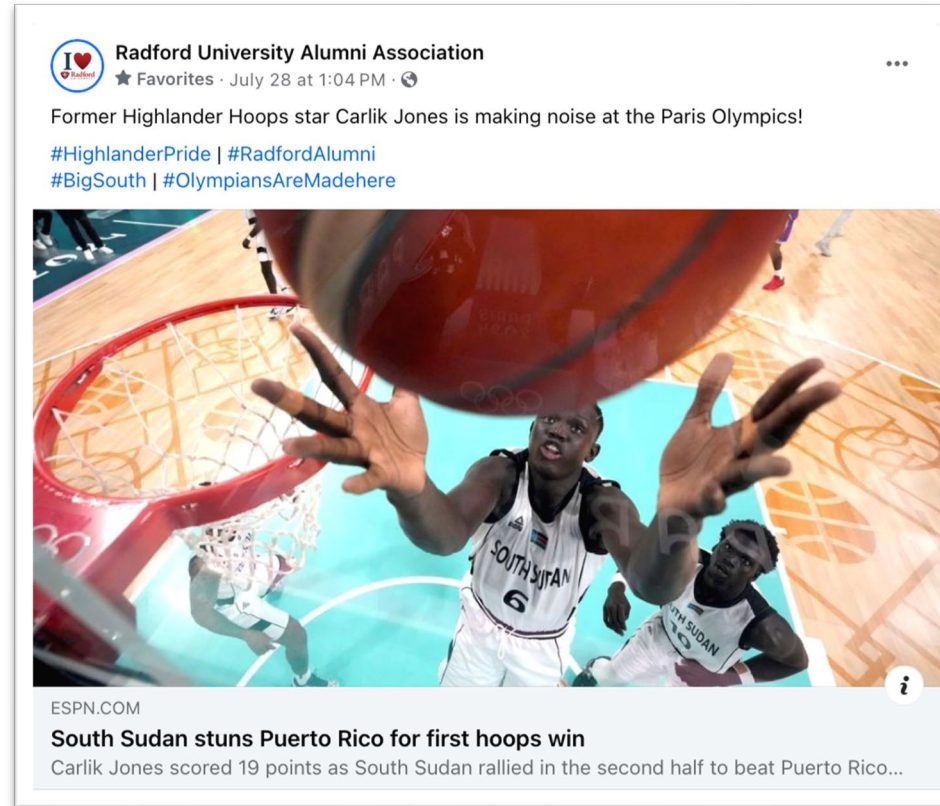 I
Radford
Radford University Alumni Association
Favorites · July 28 at 1:04 PM ·
Former Highlander Hoops star Carlik Jones is making noise at the Paris Olympics!
#HighlanderPride | #RadfordAlumni
#BigSouth | #OlympiansAreMadehere
SOUTH SUDAN
6
TH SUDAN
10
i
ESPN.COM
South Sudan stuns Puerto Rico for first hoops win
Carlik Jones scored 19 points as South Sudan rallied in the second half to beat Puerto Rico...